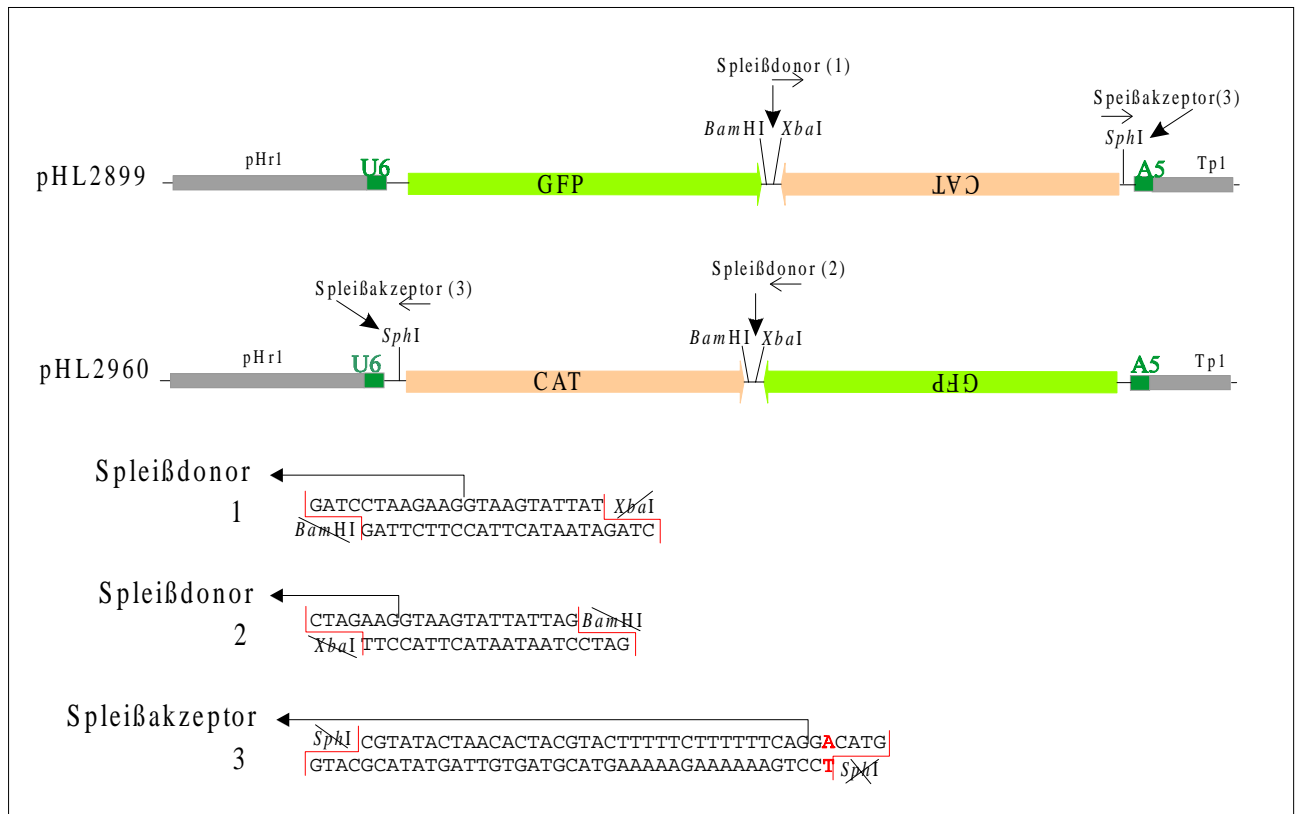 Spleißdonor (1)
Speißakzeptor(3)
BamHI XbaI
SphI
pHL2899 pHr1 U6 GFP CAT A5 Tp1
Spleißdonor (2)
Spleißakzeptor (3)
SphI
BamHI XbaI
pHL2960 pHr1 U6 CAT GFP A5 Tp1
Spleißdonor
1
GATCCTAAGAAGGTAAGTATTAT XbaI
BamHI GATTCTTCCATTCATAATAGATC
Spleißdonor
2
CTAGAAGGTAAGTATTATTAG BamHI
XbaI TTCCATTCATAATAATCCTAG
Spleißakzeptor
3
SphI CGTATACTAACACTACGTACTTTTTCTTTTTTCAGGACATG
GTACGCATATGATTGTGATGCATGAAAAAGAAAAAAGTCCT SphI